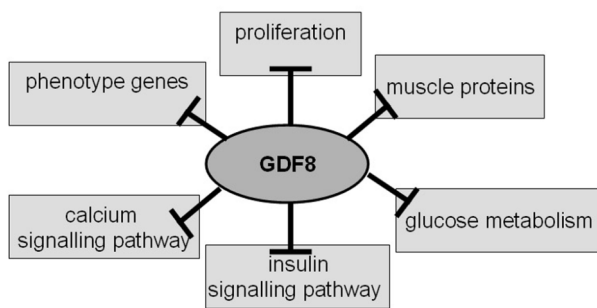 proliferation
phenotype genes
muscle proteins
GDF8
calcium
signalling pathway
glucose metabolism
insulin
signalling pathway